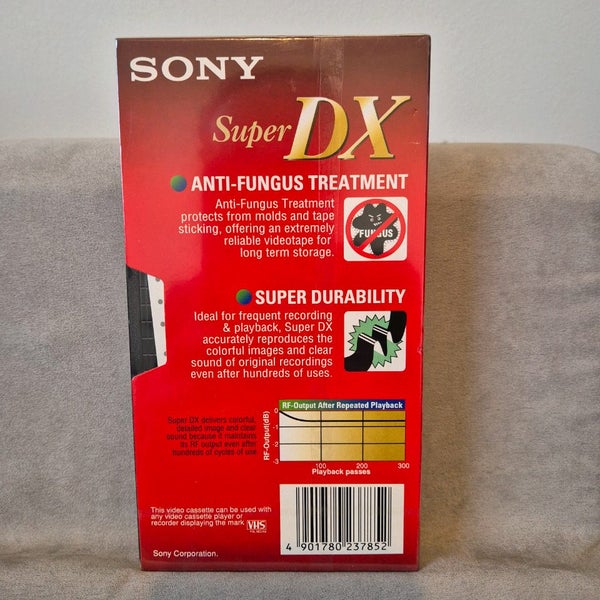 SONY
Super DX
ANTI-FUNGUS TREATMENT
Anti-Fungus Treatment
protects from molds and tape
sticking, offering an extremely
reliable videotape for
long term storage.
FUNGUS
SUPER DURABILITY
Ideal for frequent recording
& playback, Super DX
accurately reproduces the
colorful images and clear
sound of original recordings
even after hundreds of uses.
RF-Output After Repeated Playback
Super DX delivers colorful,
detailed image and clear
sound because it maintains
its RF output even after
hundreds of cycles of use
RF-Output(dB)
0
-1
-2
-3
100 200 300
Playback passes
This video cassette can be used with
any video cassette player or
recorder displaying the mark VHS
Sony Corporation.
4 901780 237852